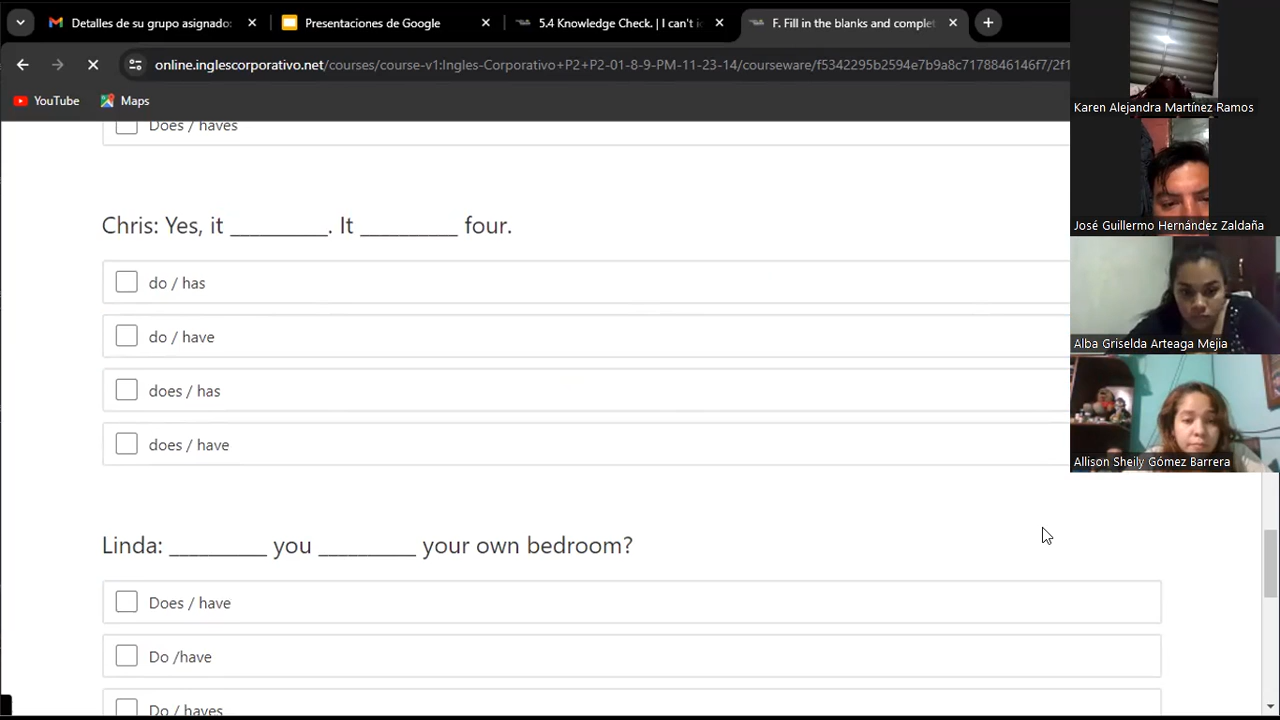 Detalles de su grupo asignado:
Presentaciones de Google
5.4 Knowledge Check. | I can't i
F. Fill in the blanks and complet
online.inglescorporativo.net/courses/course-v1:Ingles-Corporativo+P2+P2-01-8-9-PM-11-23-14/courseware/f5342295b2594e7b9a8c7178846146f7/2f1
YouTube
Maps
Does / haves
Chris: Yes, it __________. It __________ four.
do / has
do / have
does / has
does / have
Linda: __________ you __________ your own bedroom?
Does / have
Do /have
Do / haves
Karen Alejandra Martínez Ramos
José Guillermo Hernández Zaldaña
Alba Griselda Arteaga Mejia
Allison Sheily Gómez Barrera